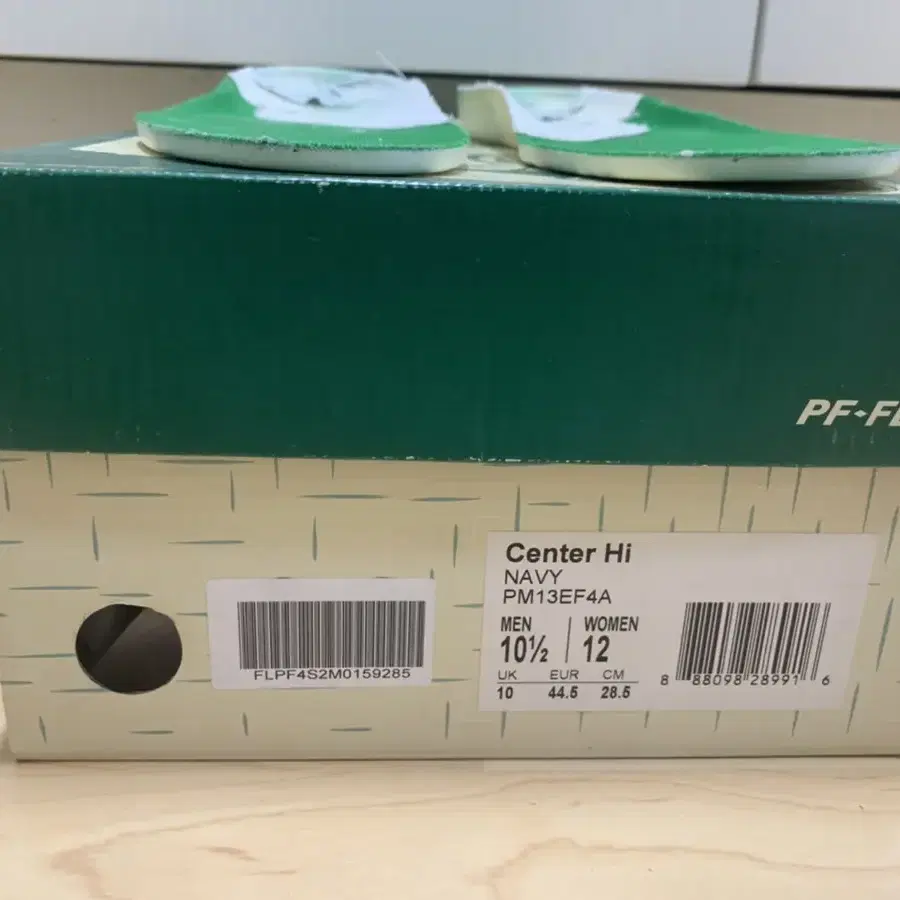 PF-FL
Center Hi
NAVY
PM13EF4A
MEN WOMEN
10½ 12
UK EUR CM
10 44.5 28.5
8 88098 28991 6
FLPF4S2M0159285